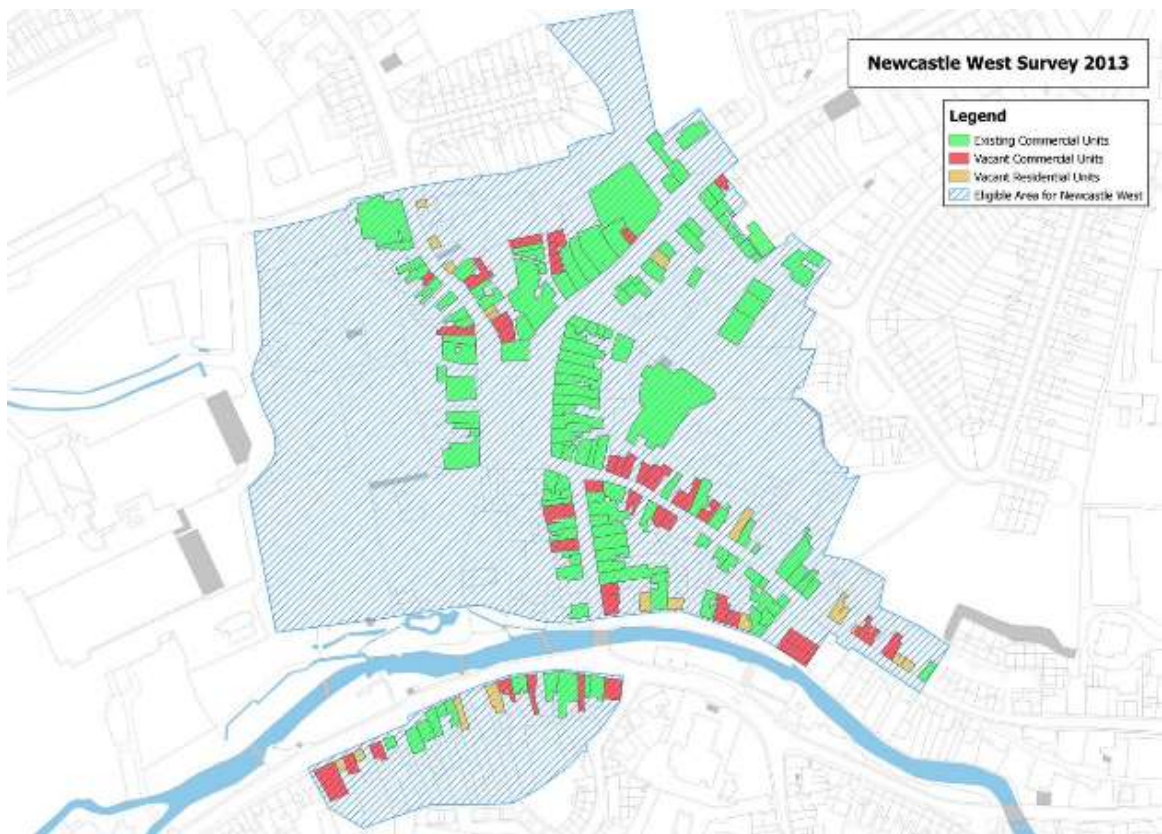 Newcastle West Survey 2013
Legend
Existing Commercial Units
Vacant Commercial Units
Vacant Residential Units
Eligible Area for Newcastle West